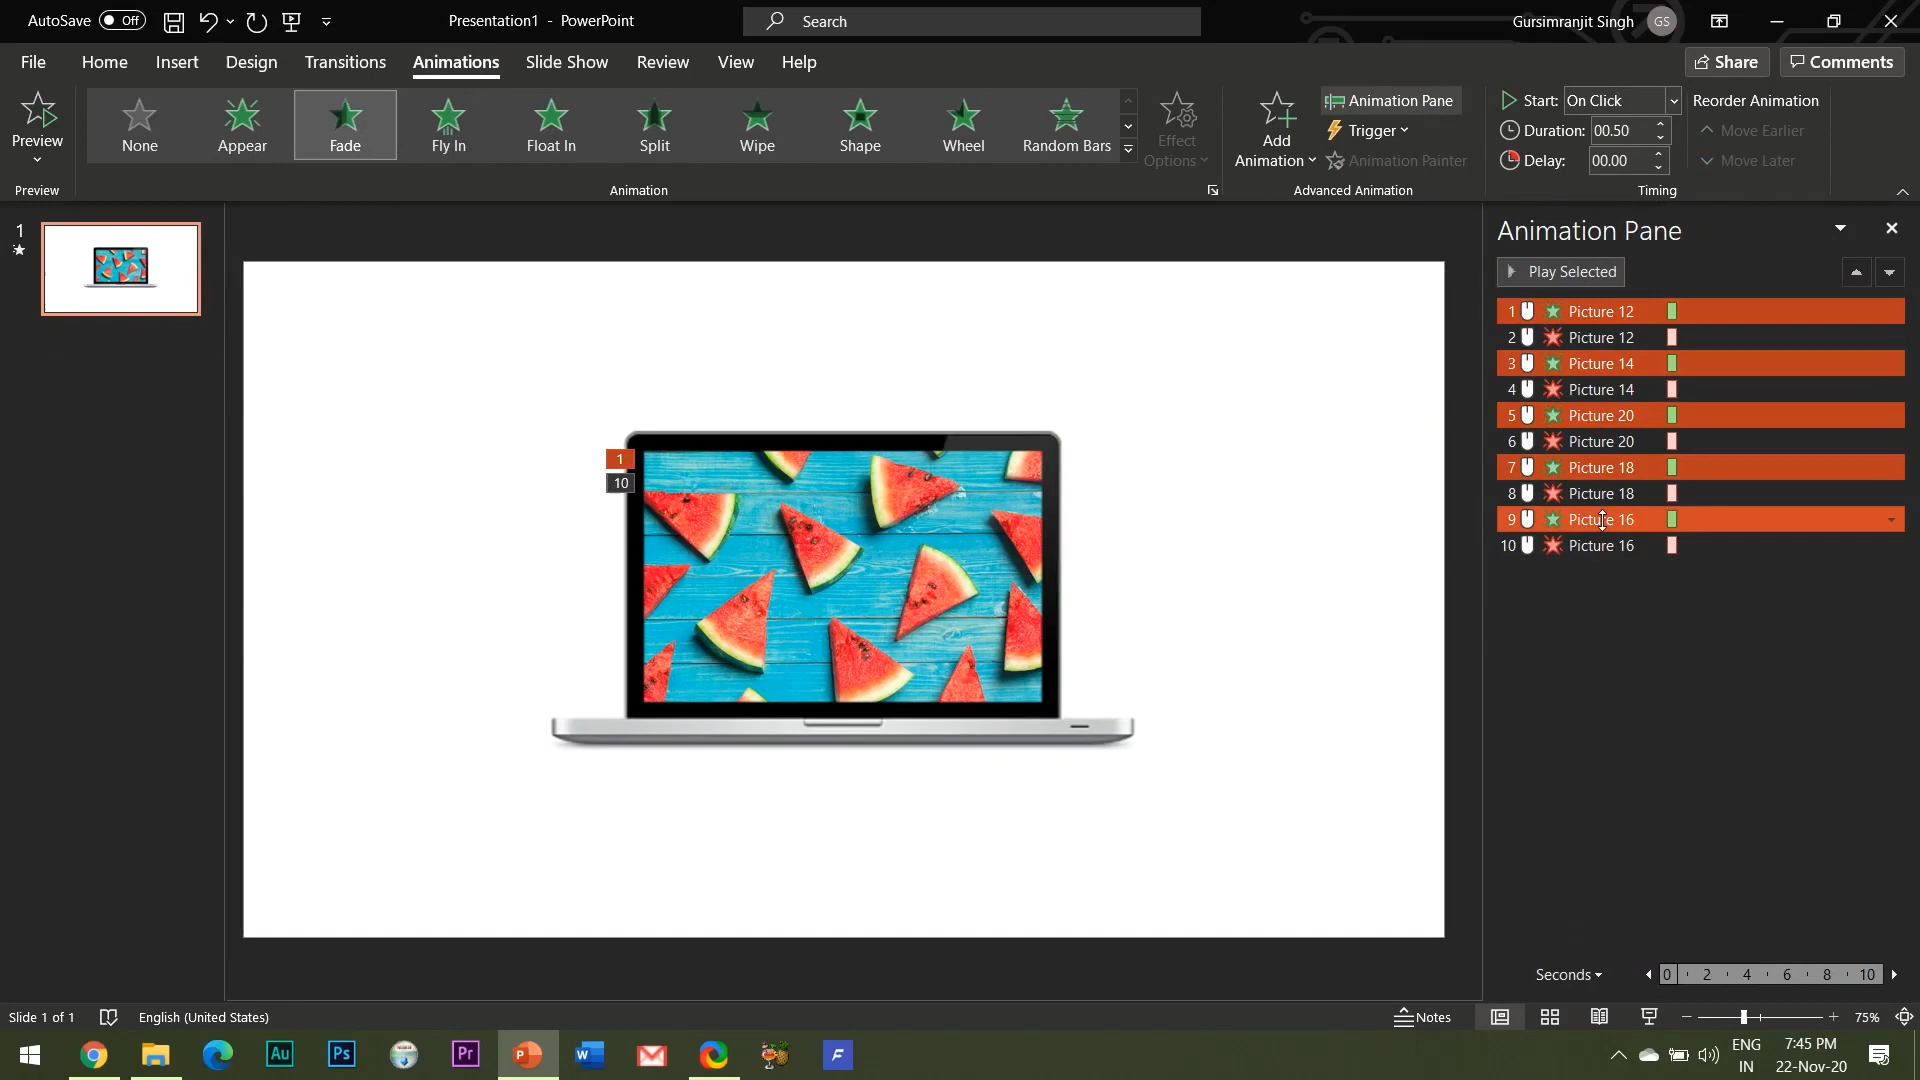 AutoSave Off
Presentation1 - PowerPoint
Search
Gursimranjit Singh GS
File Home Insert Design Transitions Animations Slide Show Review View Help
Share Comments
Preview
Preview
None Appear Fade Fly In Float In Split Wipe Shape Wheel Random Bars
Animation
Effect
Options
Add
Animation
Animation Pane
Trigger
Animation Painter
Advanced Animation
Start: On Click
Duration: 00.50
Delay: 00.00
Timing
Reorder Animation
Move Earlier
Move Later
1
Animation Pane
Play Selected
1 Picture 12
2 Picture 12
3 Picture 14
4 Picture 14
5 Picture 20
6 Picture 20
7 Picture 18
8 Picture 18
9 Picture 16
10 Picture 16
1
10
Seconds 0 2 4 6 8 10
Slide 1 of 1 English (United States)
Notes
75%
Au Ps Pr P W F
ENG
IN
7:45 PM
22-Nov-20